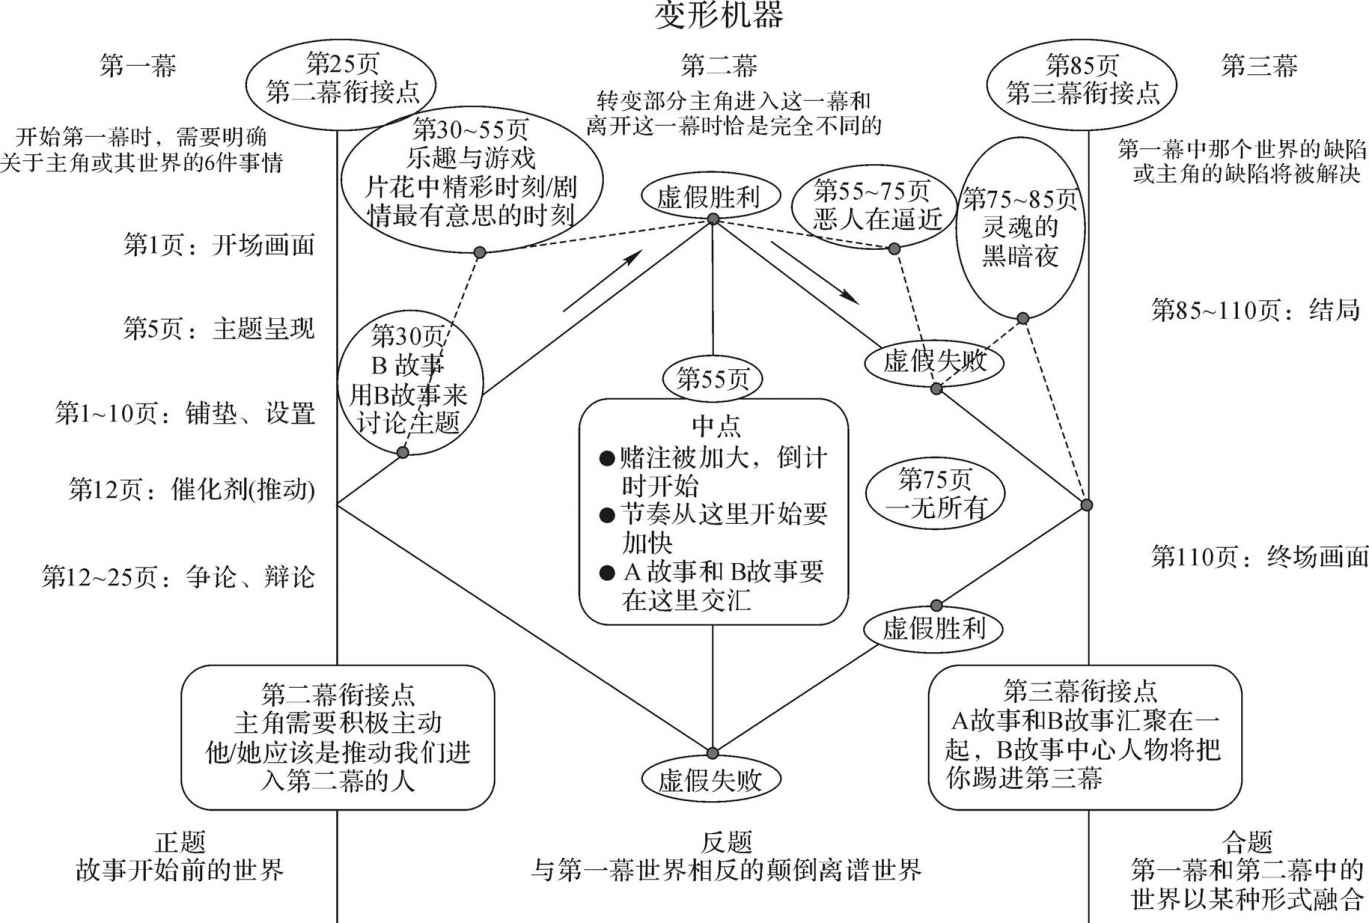 变形机器
第一幕
第25页
第二幕衔接点
第二幕
第85页
第三幕衔接点
第三幕
开始第一幕时，需要明确
关于主角或其世界的6件事情
转变部分主角进入这一幕和
离开这一幕时恰是完全不同的
第一幕中那个世界的缺陷
或主角的缺陷将被解决
第30~55页
乐趣与游戏
片花中精彩时刻/剧
情最有意思的时刻
虚假胜利
第55~75页
恶人在逼近
第75~85页
灵魂的
黑暗夜
第1页：开场画面
第5页：主题呈现
第1~10页：铺垫、设置
第12页：催化剂(推动)
第12~25页：争论、辩论
第30页
B 故事
用B故事来
讨论主题
虚假失败
第85~110页：结局
第55页
中点
●赌注被加大，倒计
时开始
●节奏从这里开始要
加快
●A 故事和 B故事要
在这里交汇
第75页
一无所有
第110页：终场画面
虚假胜利
第二幕衔接点
主角需要积极主动
他/她应该是推动我们进
入第二幕的人
虚假失败
第三幕衔接点
A故事和B故事汇聚在一
起，B故事中心人物将把
你踢进第三幕
正题
故事开始前的世界
反题
与第一幕世界相反的颠倒离谱世界
合题
第一幕和第二幕中的
世界以某种形式融合